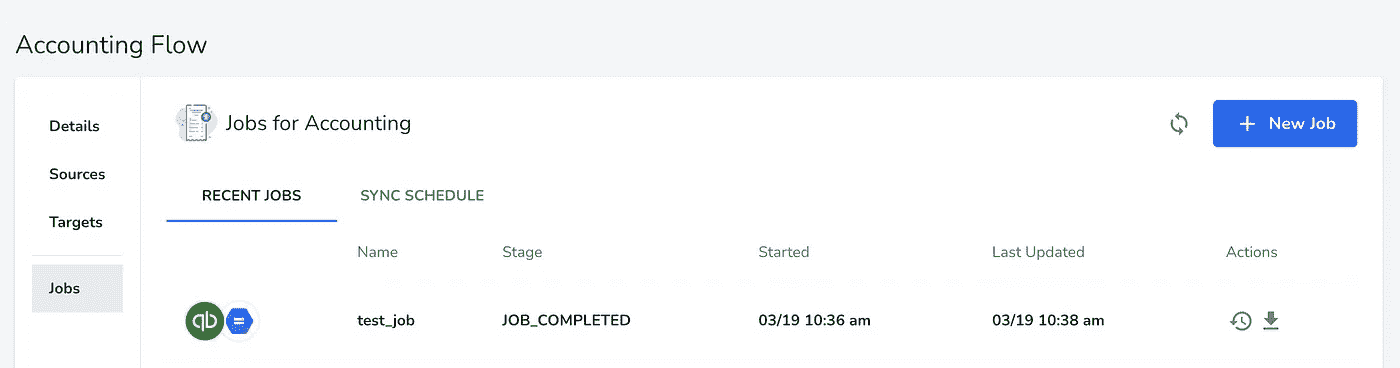 Accounting Flow
Details
Sources
Targets
Jobs
Jobs for Accounting
+ New Job
RECENT JOBS SYNC SCHEDULE
Name Stage Started Last Updated Actions
qb test_job JOB_COMPLETED 03/19 10:36 am 03/19 10:38 am